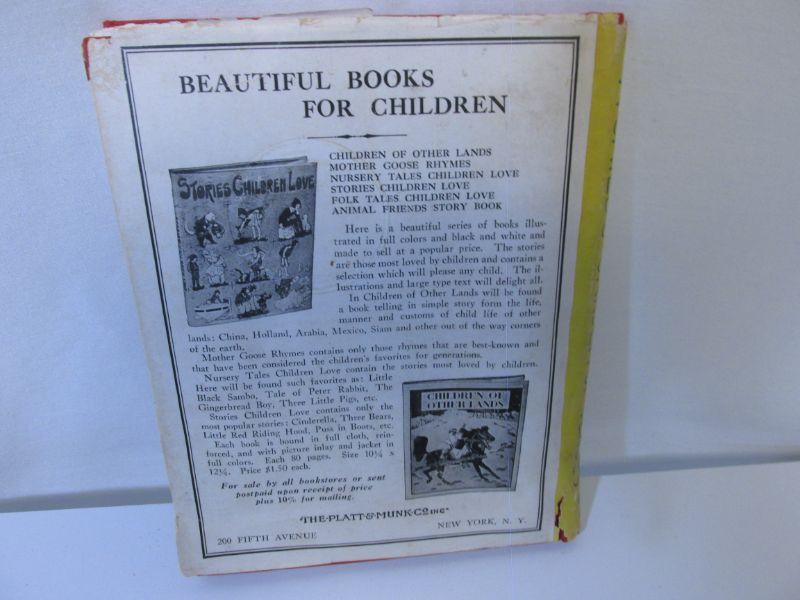 BEAUTIFUL BOOKS
FOR CHILDREN
STORIES CHILDREN LOVE
CHILDREN OF OTHER LANDS
MOTHER GOOSE RHYMES
NURSERY TALES CHILDREN LOVE
STORIES CHILDREN LOVE
FOLK TALES CHILDREN LOVE
ANIMAL FRIENDS STORY BOOK
Here is a beautiful series of books illus-
trated in full colors and black and white and
made to sell at a popular price. The stories
are those most loved by children and contains a
selection which will please any child. The il-
lustrations and large type text will delight all.
In Children of Other Lands will be found
a book telling in simple story form the life,
manner and customs of child life of other
lands: China, Holland, Arabia, Mexico, Siam and other out of the way corners
of the earth.
Mother Goose Rhymes contains only those rhymes that are best-known and
that have been considered the children's favorites for generations.
Nursery Tales Children Love contain the stories most loved by children.
Here will be found such favorites as: Little
Black Sambo, Tale of Peter Rabbit, The
Gingerbread Boy, Three Little Pigs, etc.
Stories Children Love contains only the
most popular stories: Cinderella, Three Bears,
Little Red Riding Hood, Puss in Boots, etc.
Each book is bound in full cloth, rein-
forced, and with picture inlay and jacket in
full colors. Each 80 pages. Size 10¼ x
12¼. Price $1.50 each.
For sale by all bookstores or sent
postpaid upon receipt of price
plus 10% for mailing.
CHILDREN OF
OTHER LANDS
THE·PLATT·&·MUNK·CO INC
200 FIFTH AVENUE
NEW YORK, N. Y.